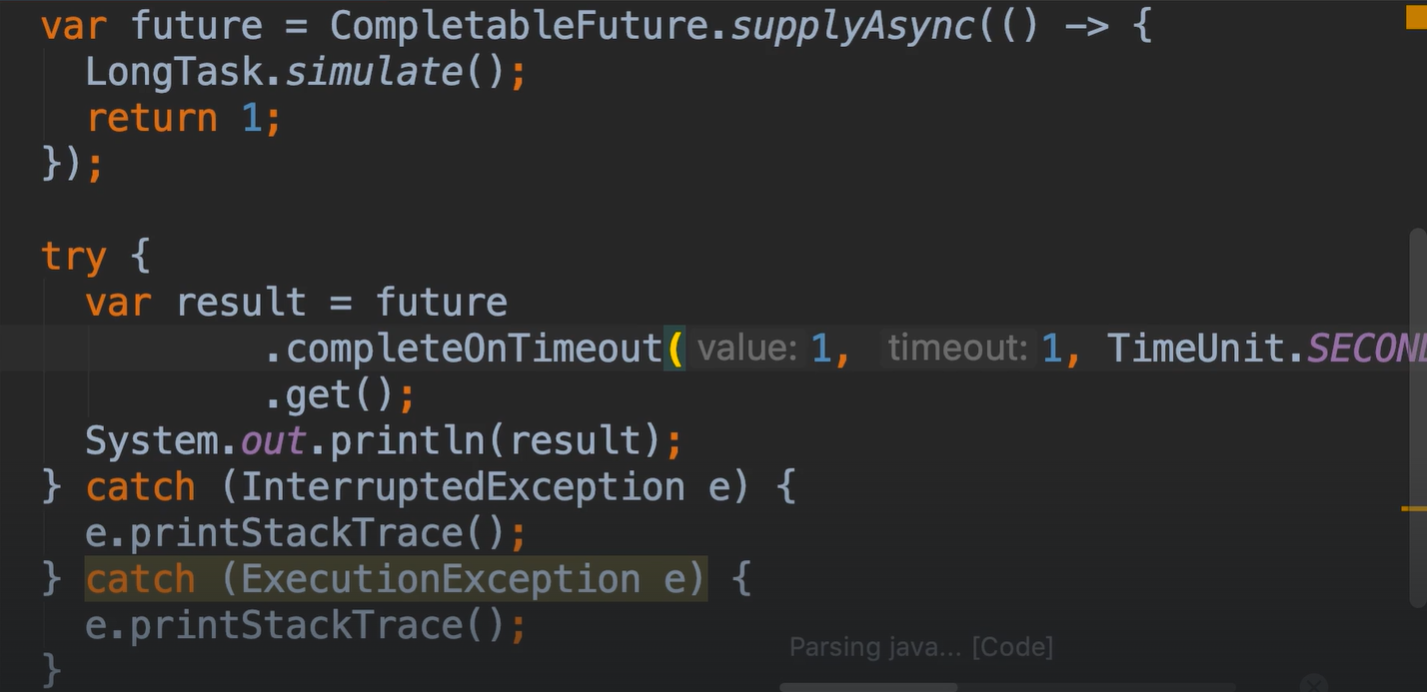 var future = CompletableFuture.supplyAsync(() -> {
LongTask.simulate();
return 1;
});
try {
var result = future
.completeOnTimeout( value: 1, timeout: 1, TimeUnit.SECON
.get();
System.out.println(result);
} catch (InterruptedException e) {
e.printStackTrace();
} catch (ExecutionException e) {
e.printStackTrace();
}
Parsing java... [Code]